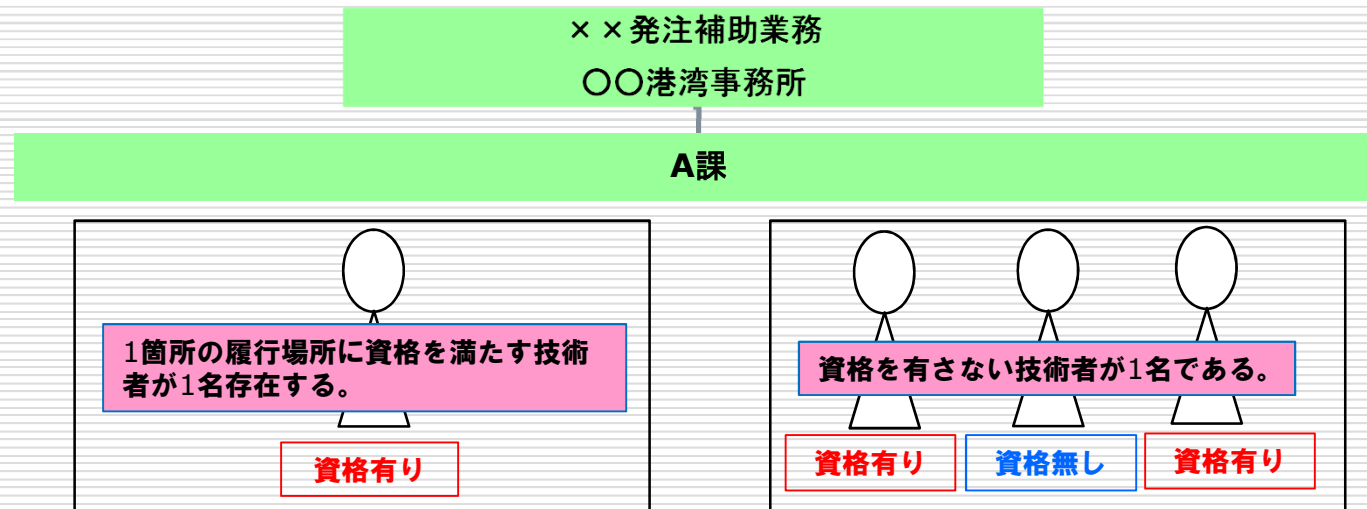 ××発注補助業務
〇〇港湾事務所
A課
1箇所の履行場所に資格を満たす技術
者が1名存在する。
資格有り
資格を有さない技術者が1名である。
資格有り
資格無し
資格有り